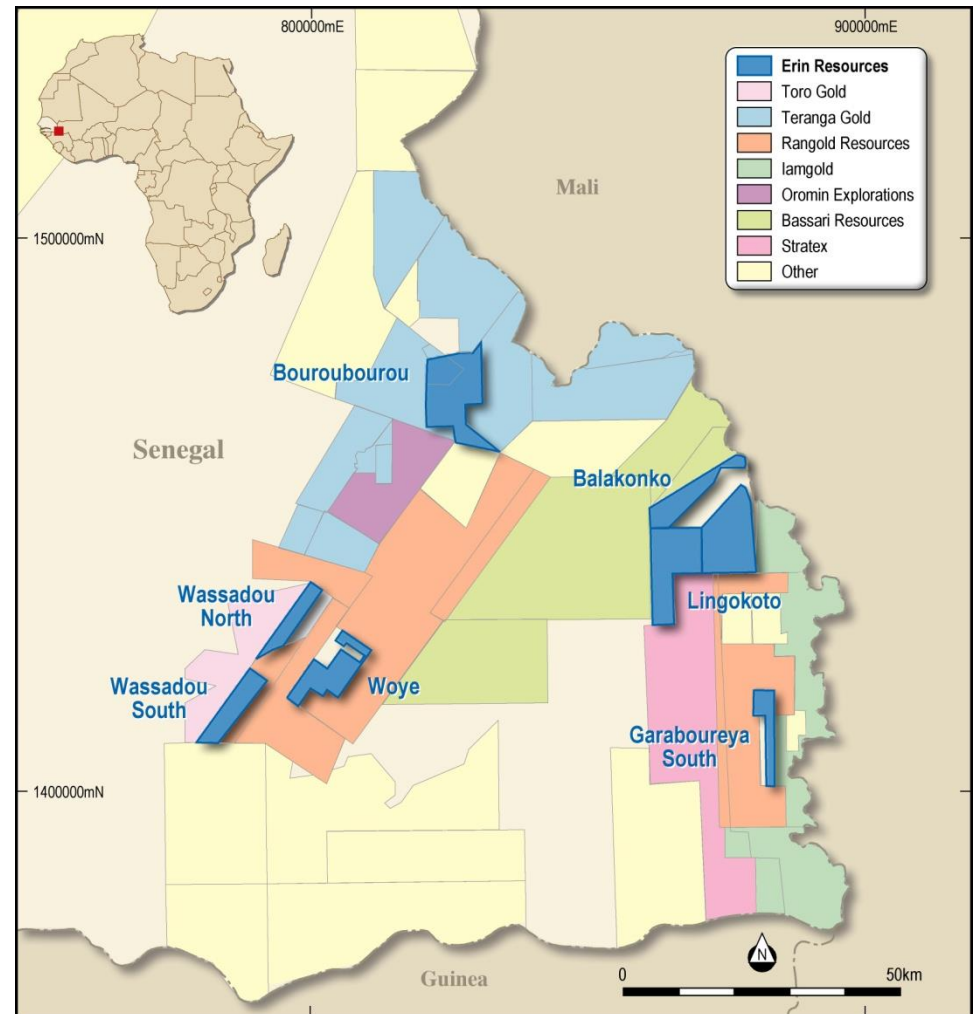 800000mE
900000mE
Erin Resources
Toro Gold
Teranga Gold
Rangold Resources
Iamgold
Oromin Explorations
Bassari Resources
Stratex
Other
Mali
1500000mN
Bouroubourou
Senegal
Balakonko
Wassadou
North
Lingokoto
Wassadou
South
Woye
Garaboureya
South
1400000mN
N
0
50km
Guinea